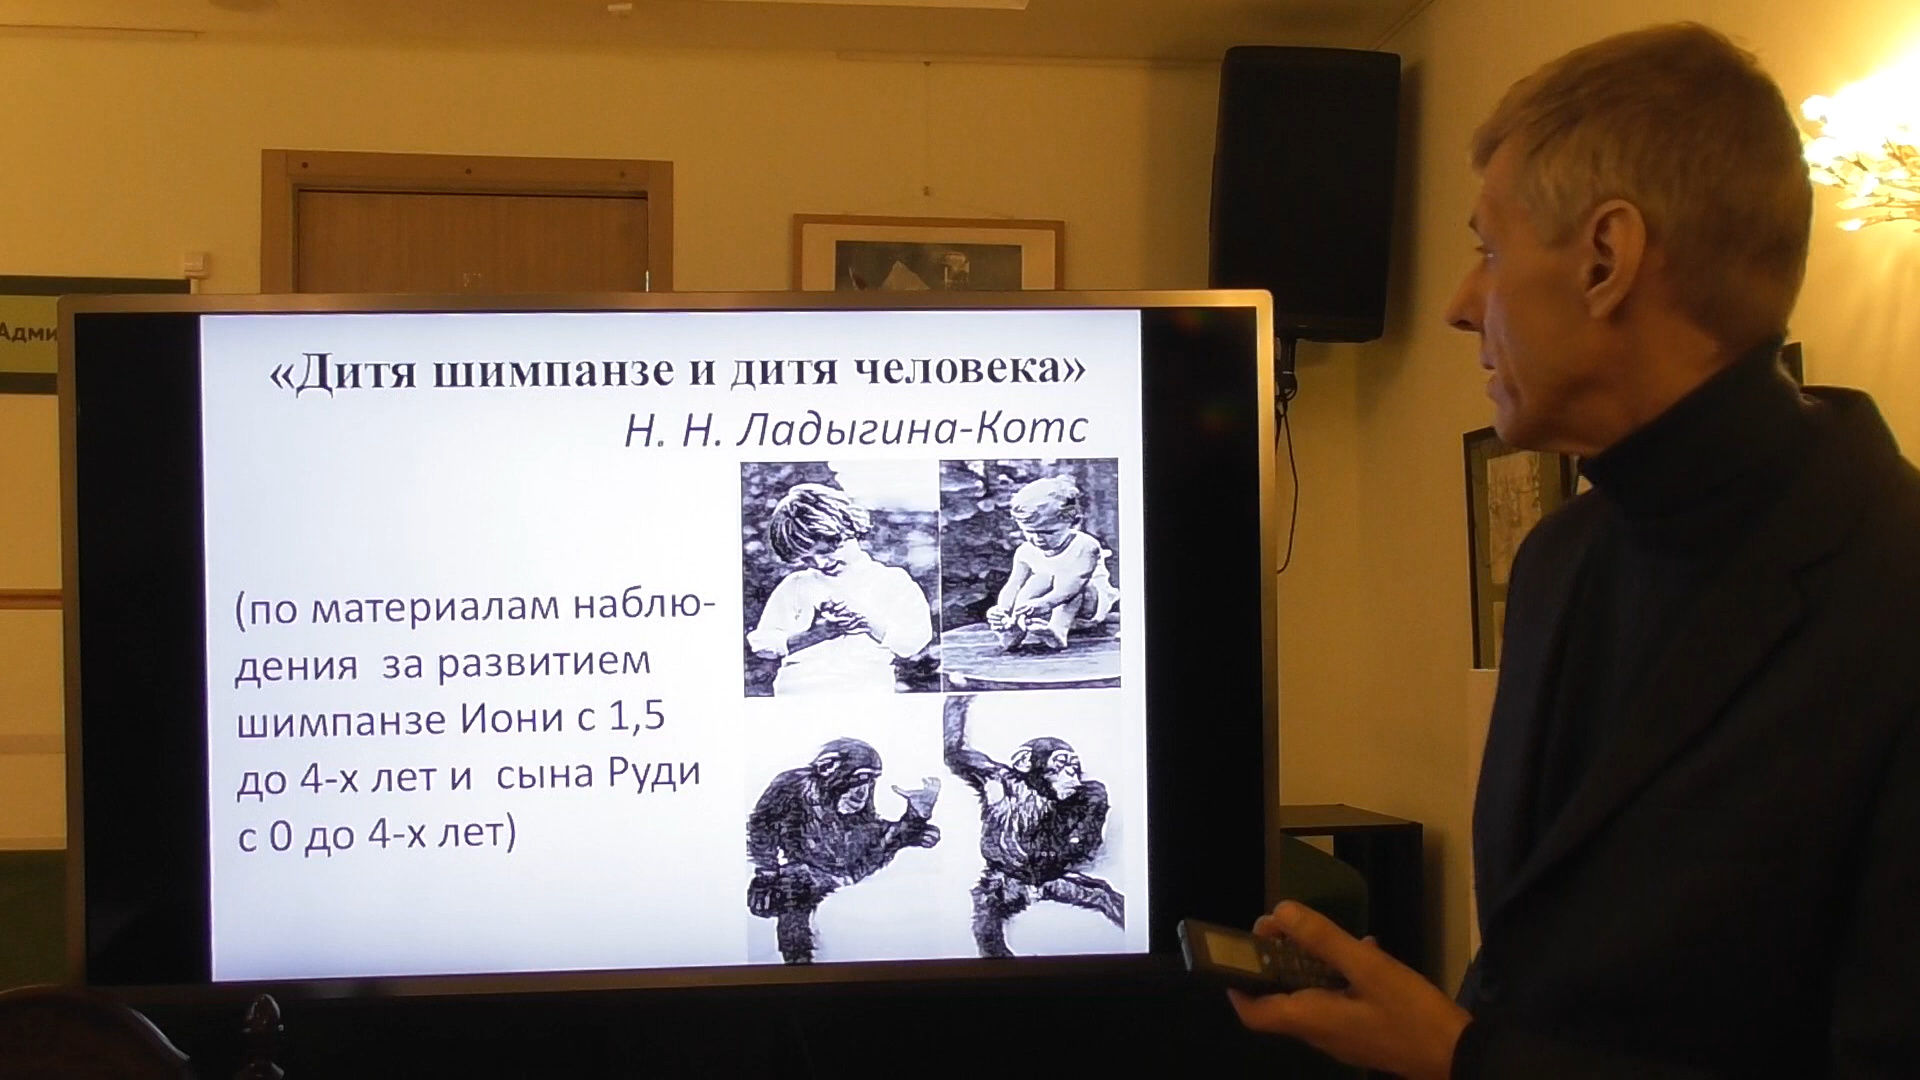 Адми
«Дитя шимпанзе и дитя человека»
Н. Н. Ладыгина-Котс
(по материалам наблю-
дения за развитием
шимпанзе Иони с 1,5
до 4-х лет и сына Руди
с 0 до 4-х лет)